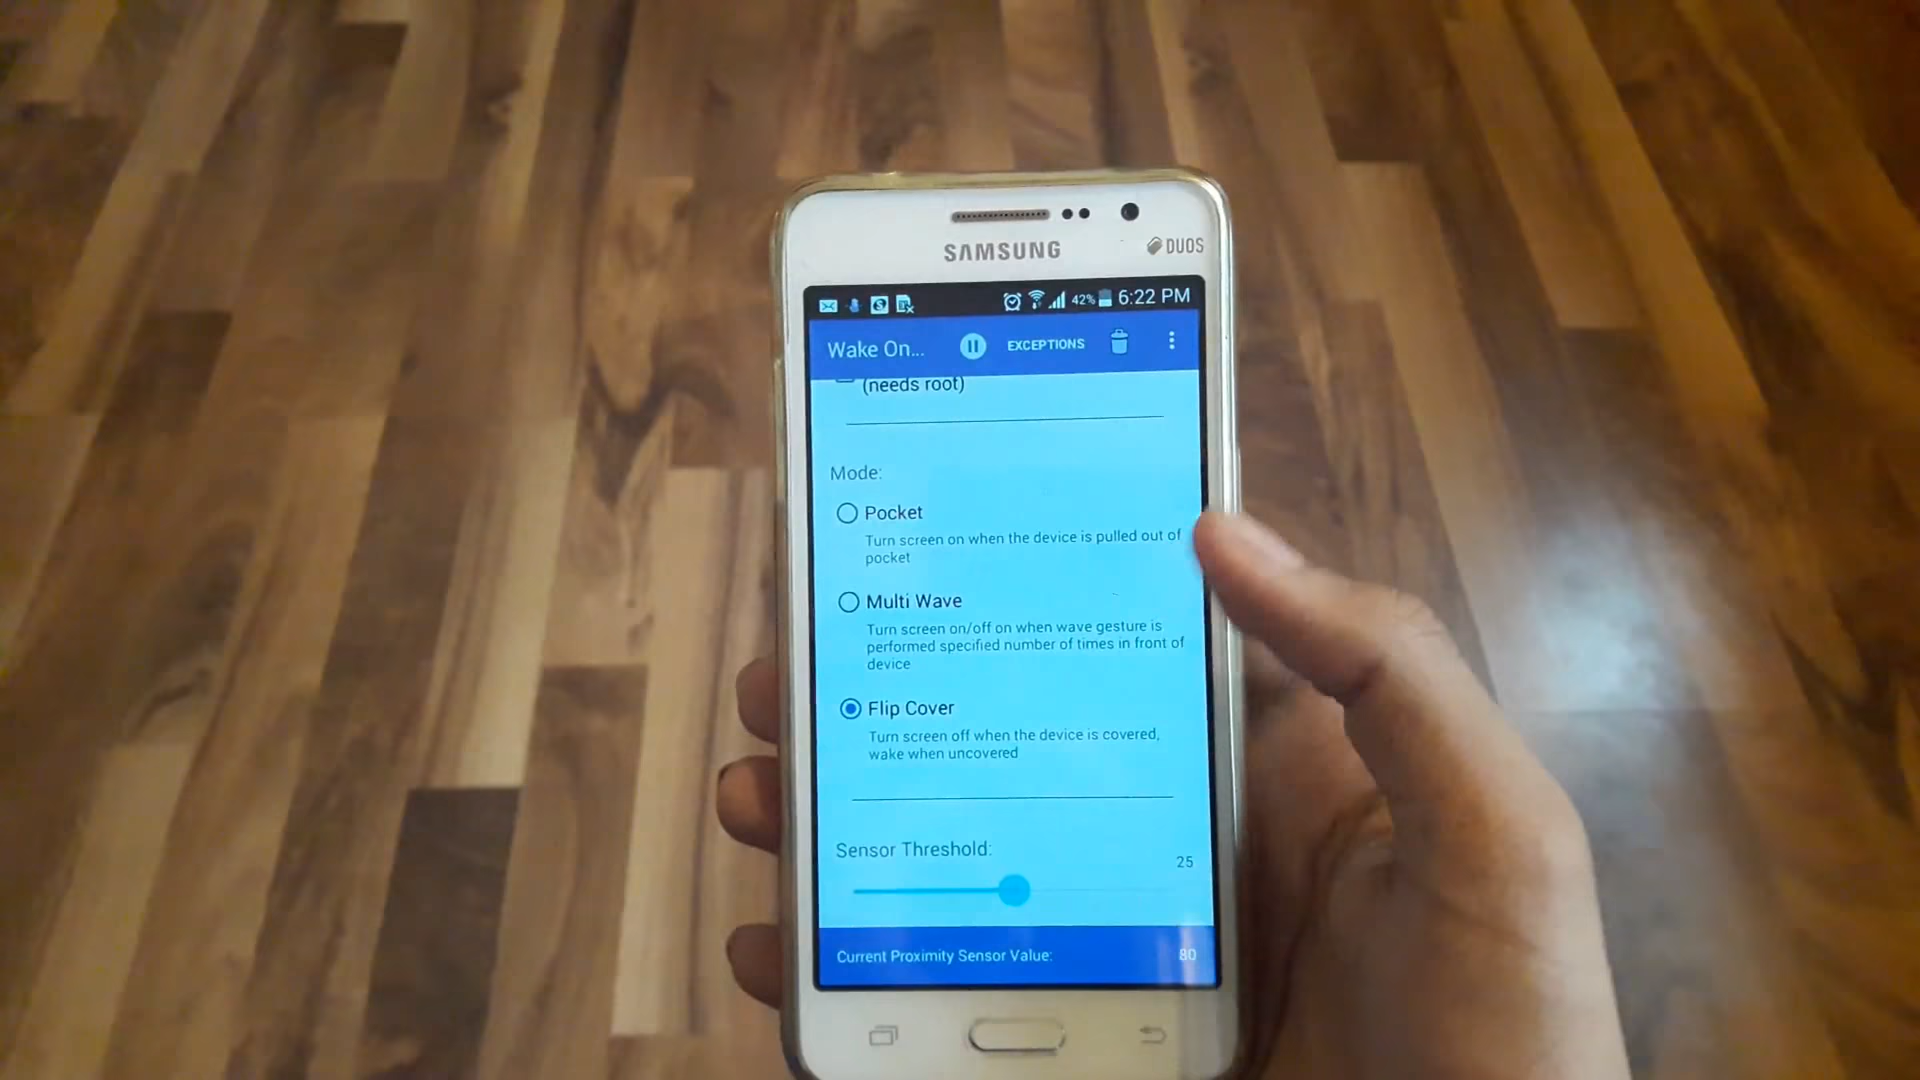 SAMSUNG
DUOS
42% 6:22 PM
Wake On... EXCEPTIONS
(needs root)
Mode:
Pocket
Turn screen on when the device is pulled out of
pocket
Multi Wave
Turn screen on/off on when wave gesture is
performed specified number of times in front of
device
Flip Cover
Turn screen off when the device is covered,
wake when uncovered
Sensor Threshold:
25
Current Proximity Sensor Value: 80